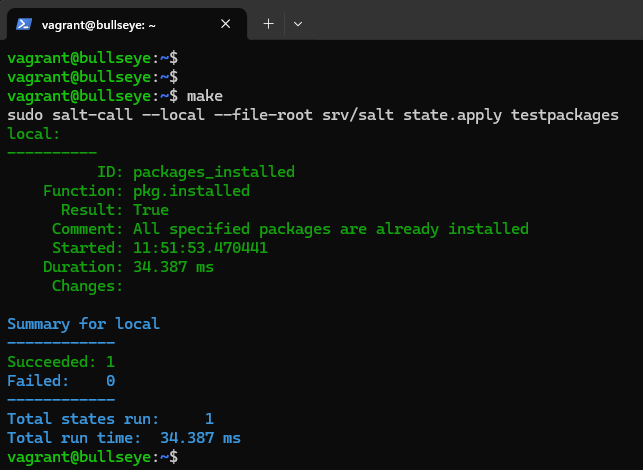 vagrant@bullseye: ~
vagrant@bullseye:~$
vagrant@bullseye:~$
vagrant@bullseye:~$ make
sudo salt-call --local --file-root srv/salt state.apply testpackages
local:
----------
          ID: packages_installed
    Function: pkg.installed
      Result: True
     Comment: All specified packages are already installed
     Started: 11:51:53.470441
    Duration: 34.387 ms
     Changes:

Summary for local
------------
Succeeded: 1
Failed:    0
------------
Total states run:     1
Total run time:  34.387 ms
vagrant@bullseye:~$